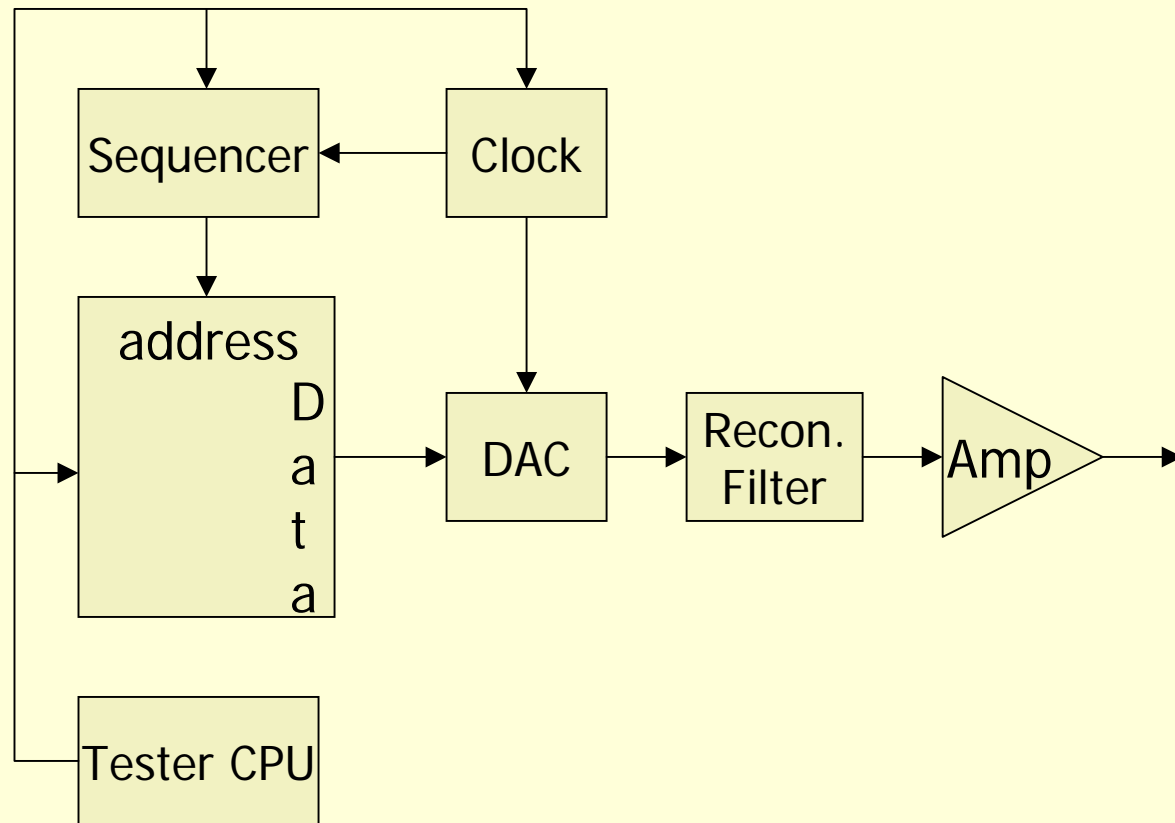 Sequencer
Clock
address
D
a
t
a
DAC
Recon.
Filter
Amp
Tester CPU